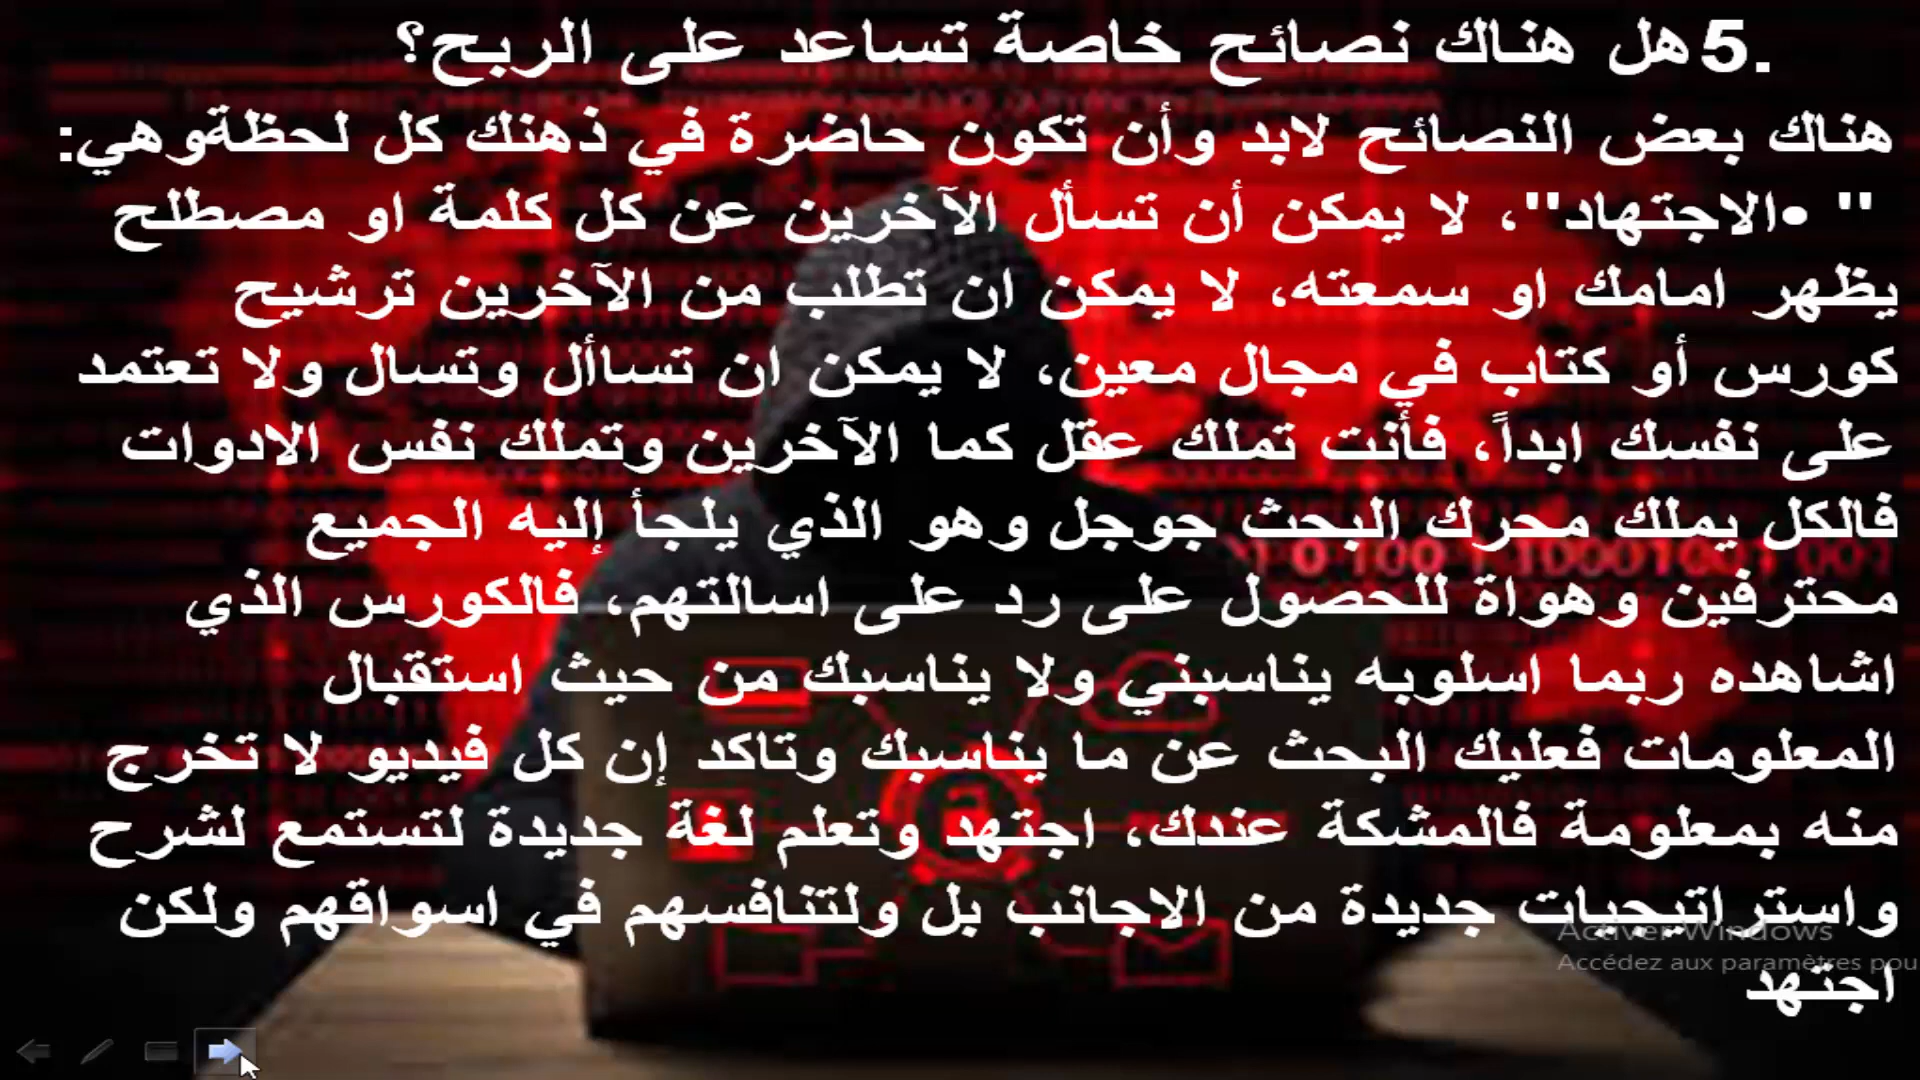 .5هل هناك نصائح خاصة تساعد على الربح؟
هناك بعض النصائح لابد وأن تكون حاضرة في ذهنك كل لحظةوهي:
" •الاجتهاد"، لا يمكن أن تسأل الآخرين عن كل كلمة او مصطلح
يظهر امامك او سمعته، لا يمكن ان تطلب من الآخرين ترشيح
كورس أو كتاب في مجال معين، لا يمكن ان تساأل وتسال ولا تعتمد
على نفسك ابداً، فأنت تملك عقل كما الآخرين وتملك نفس الادوات
فالكل يملك محرك البحث جوجل وهو الذي يلجأ إليه الجميع
محترفين وهواة للحصول على رد على اسالتهم، فالكورس الذي
اشاهده ربما اسلوبه يناسبني ولا يناسبك من حيث استقبال
المعلومات فعليك البحث عن ما يناسبك وتاكد إن كل فيديو لا تخرج
منه بمعلومة فالمشكة عندك، اجتهد وتعلم لغة جديدة لتستمع لشرح
واستراتيجيات جديدة من الاجانب بل ولتنافسهم في اسواقهم ولكن
اجتهد
Activer Windows
Accédez aux paramètres pou